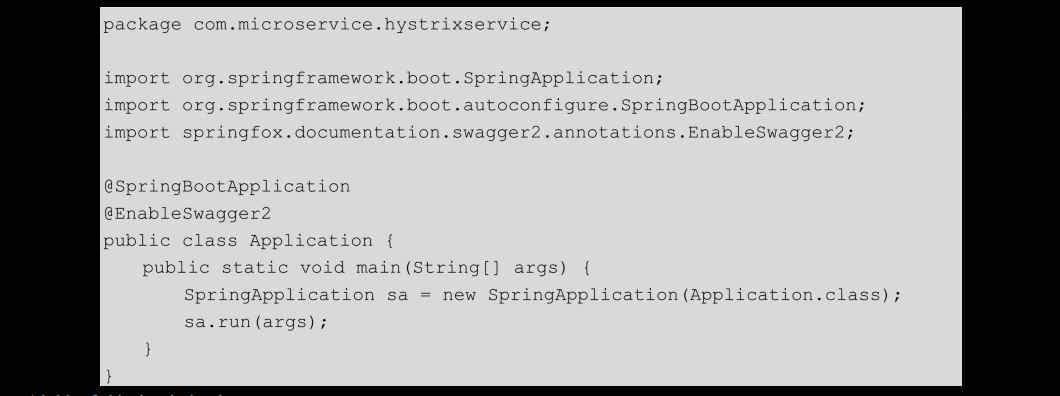 package com.microservice.hystrixservice;
import org.springframework.boot.SpringApplication;
import org.springframework.boot.autoconfigure.SpringBootApplication;
import springfox.documentation.swagger2.annotations.EnableSwagger2;
@SpringBootApplication
@EnableSwagger2
public class Application {
    public static void main(String[] args) {
        SpringApplication sa = new SpringApplication(Application.class);
        sa.run(args);
    }
}